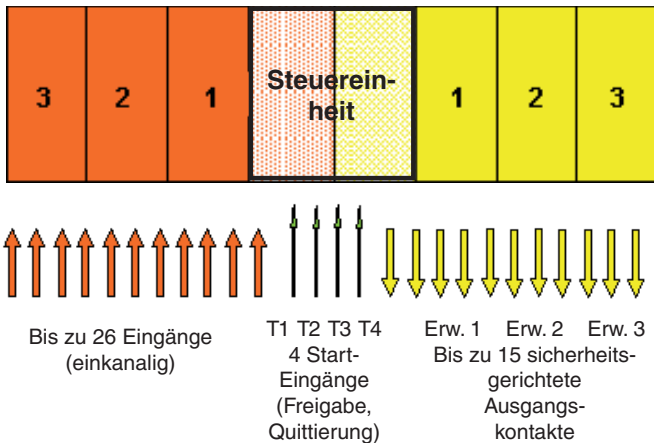 3 2 1 Steuerein-
heit 1 2 3
Bis zu 26 Eingänge
(einkanalig)
T1 T2 T3 T4
4 Start-
Eingänge
(Freigabe,
Quittierung)
Erw. 1 Erw. 2 Erw. 3
Bis zu 15 sicherheits-
gerichtete
Ausgangs-
kontakte